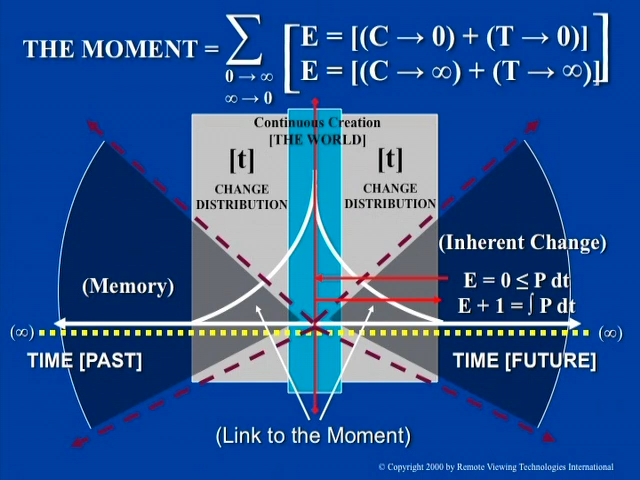 THE MOMENT = ∑ [E = [(C → 0) + (T → 0)]
0 → ∞
∞ → 0
E = [(C → ∞) + (T → ∞)]]
Continuous Creation
[THE WORLD]
[t]
CHANGE
DISTRIBUTION
[t]
CHANGE
DISTRIBUTION
(Inherent Change)
(Memory)
E = 0 ≤ P dt
E + 1 = ∫ P dt
(∞)
(∞)
TIME [PAST]
TIME [FUTURE]
(Link to the Moment)
© Copyright 2000 by Remote Viewing Technologies International